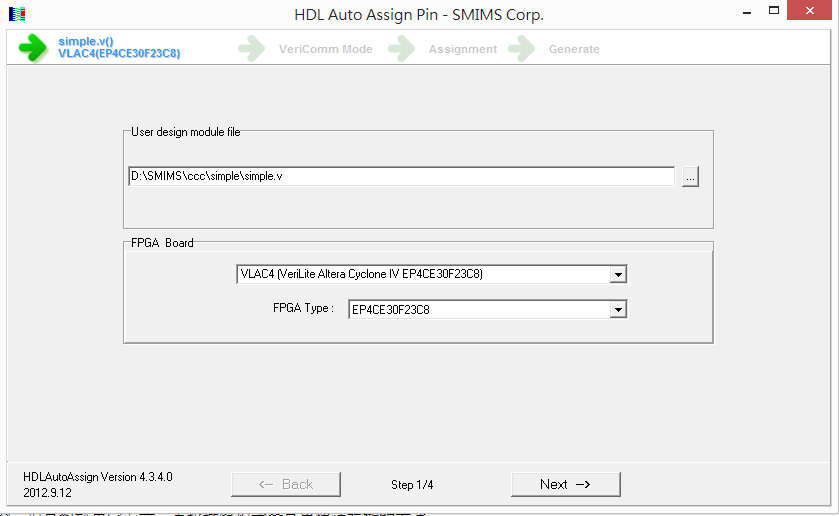 HDL Auto Assign Pin - SMIMS Corp.
simple.v()
VLAC4(EP4CE30F23C8)
VeriComm Mode
Assignment
Generate
User design module file
D:\SMIMS\ccc\simple\simple.v
...
FPGA Board
VLAC4 (VeriLite Altera Cyclone IV EP4CE30F23C8)
FPGA Type :
EP4CE30F23C8
HDLAutoAssign Version 4.3.4.0
2012.9.12
<-- Back
Step 1/4
Next -->